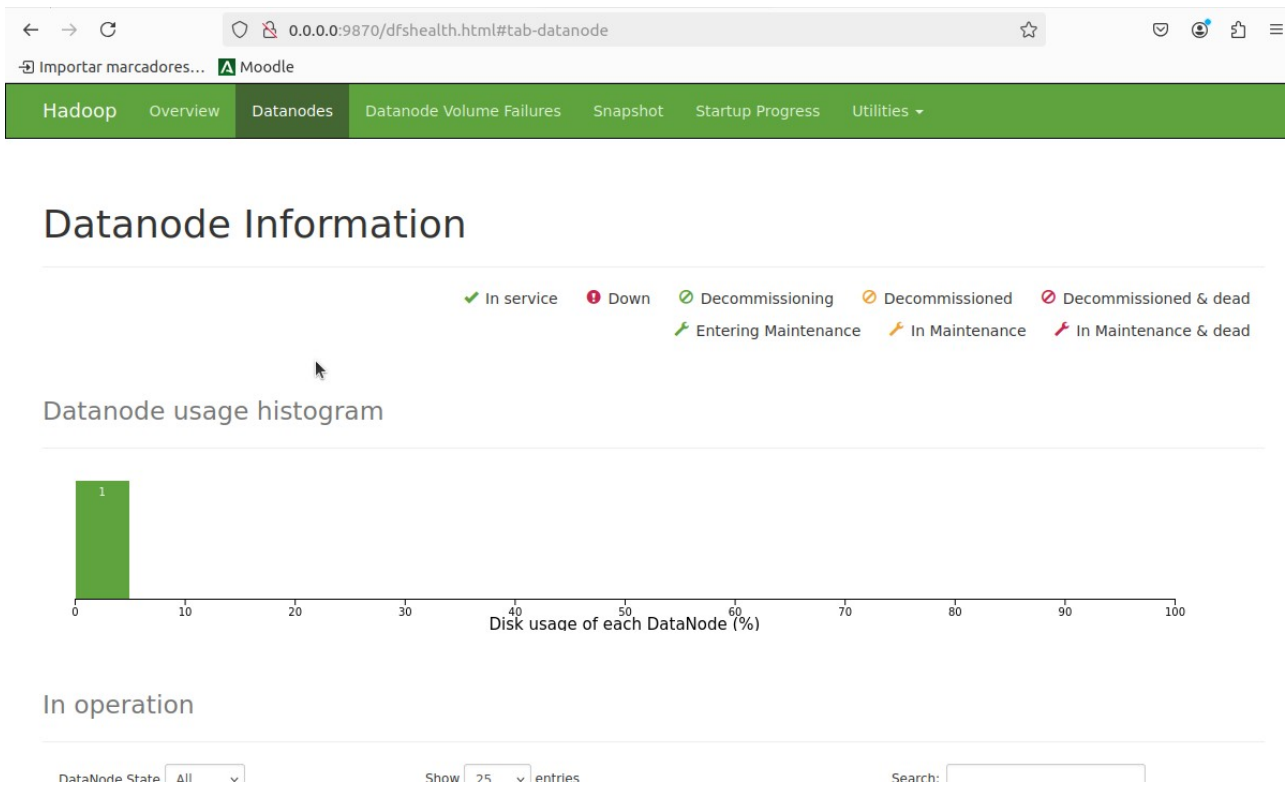 0.0.0.0:9870/dfshealth.html#tab-datanode
Importar marcadores... Moodle
Hadoop Overview Datanodes Datanode Volume Failures Snapshot Startup Progress Utilities
Datanode Information
In service Down Decommissioning Decommissioned Decommissioned & dead
Entering Maintenance In Maintenance In Maintenance & dead
Datanode usage histogram
1
0 10 20 30 40 50 60 70 80 90 100
Disk usage of each DataNode (%)
In operation
DataNode State All Show 25 entries Search: